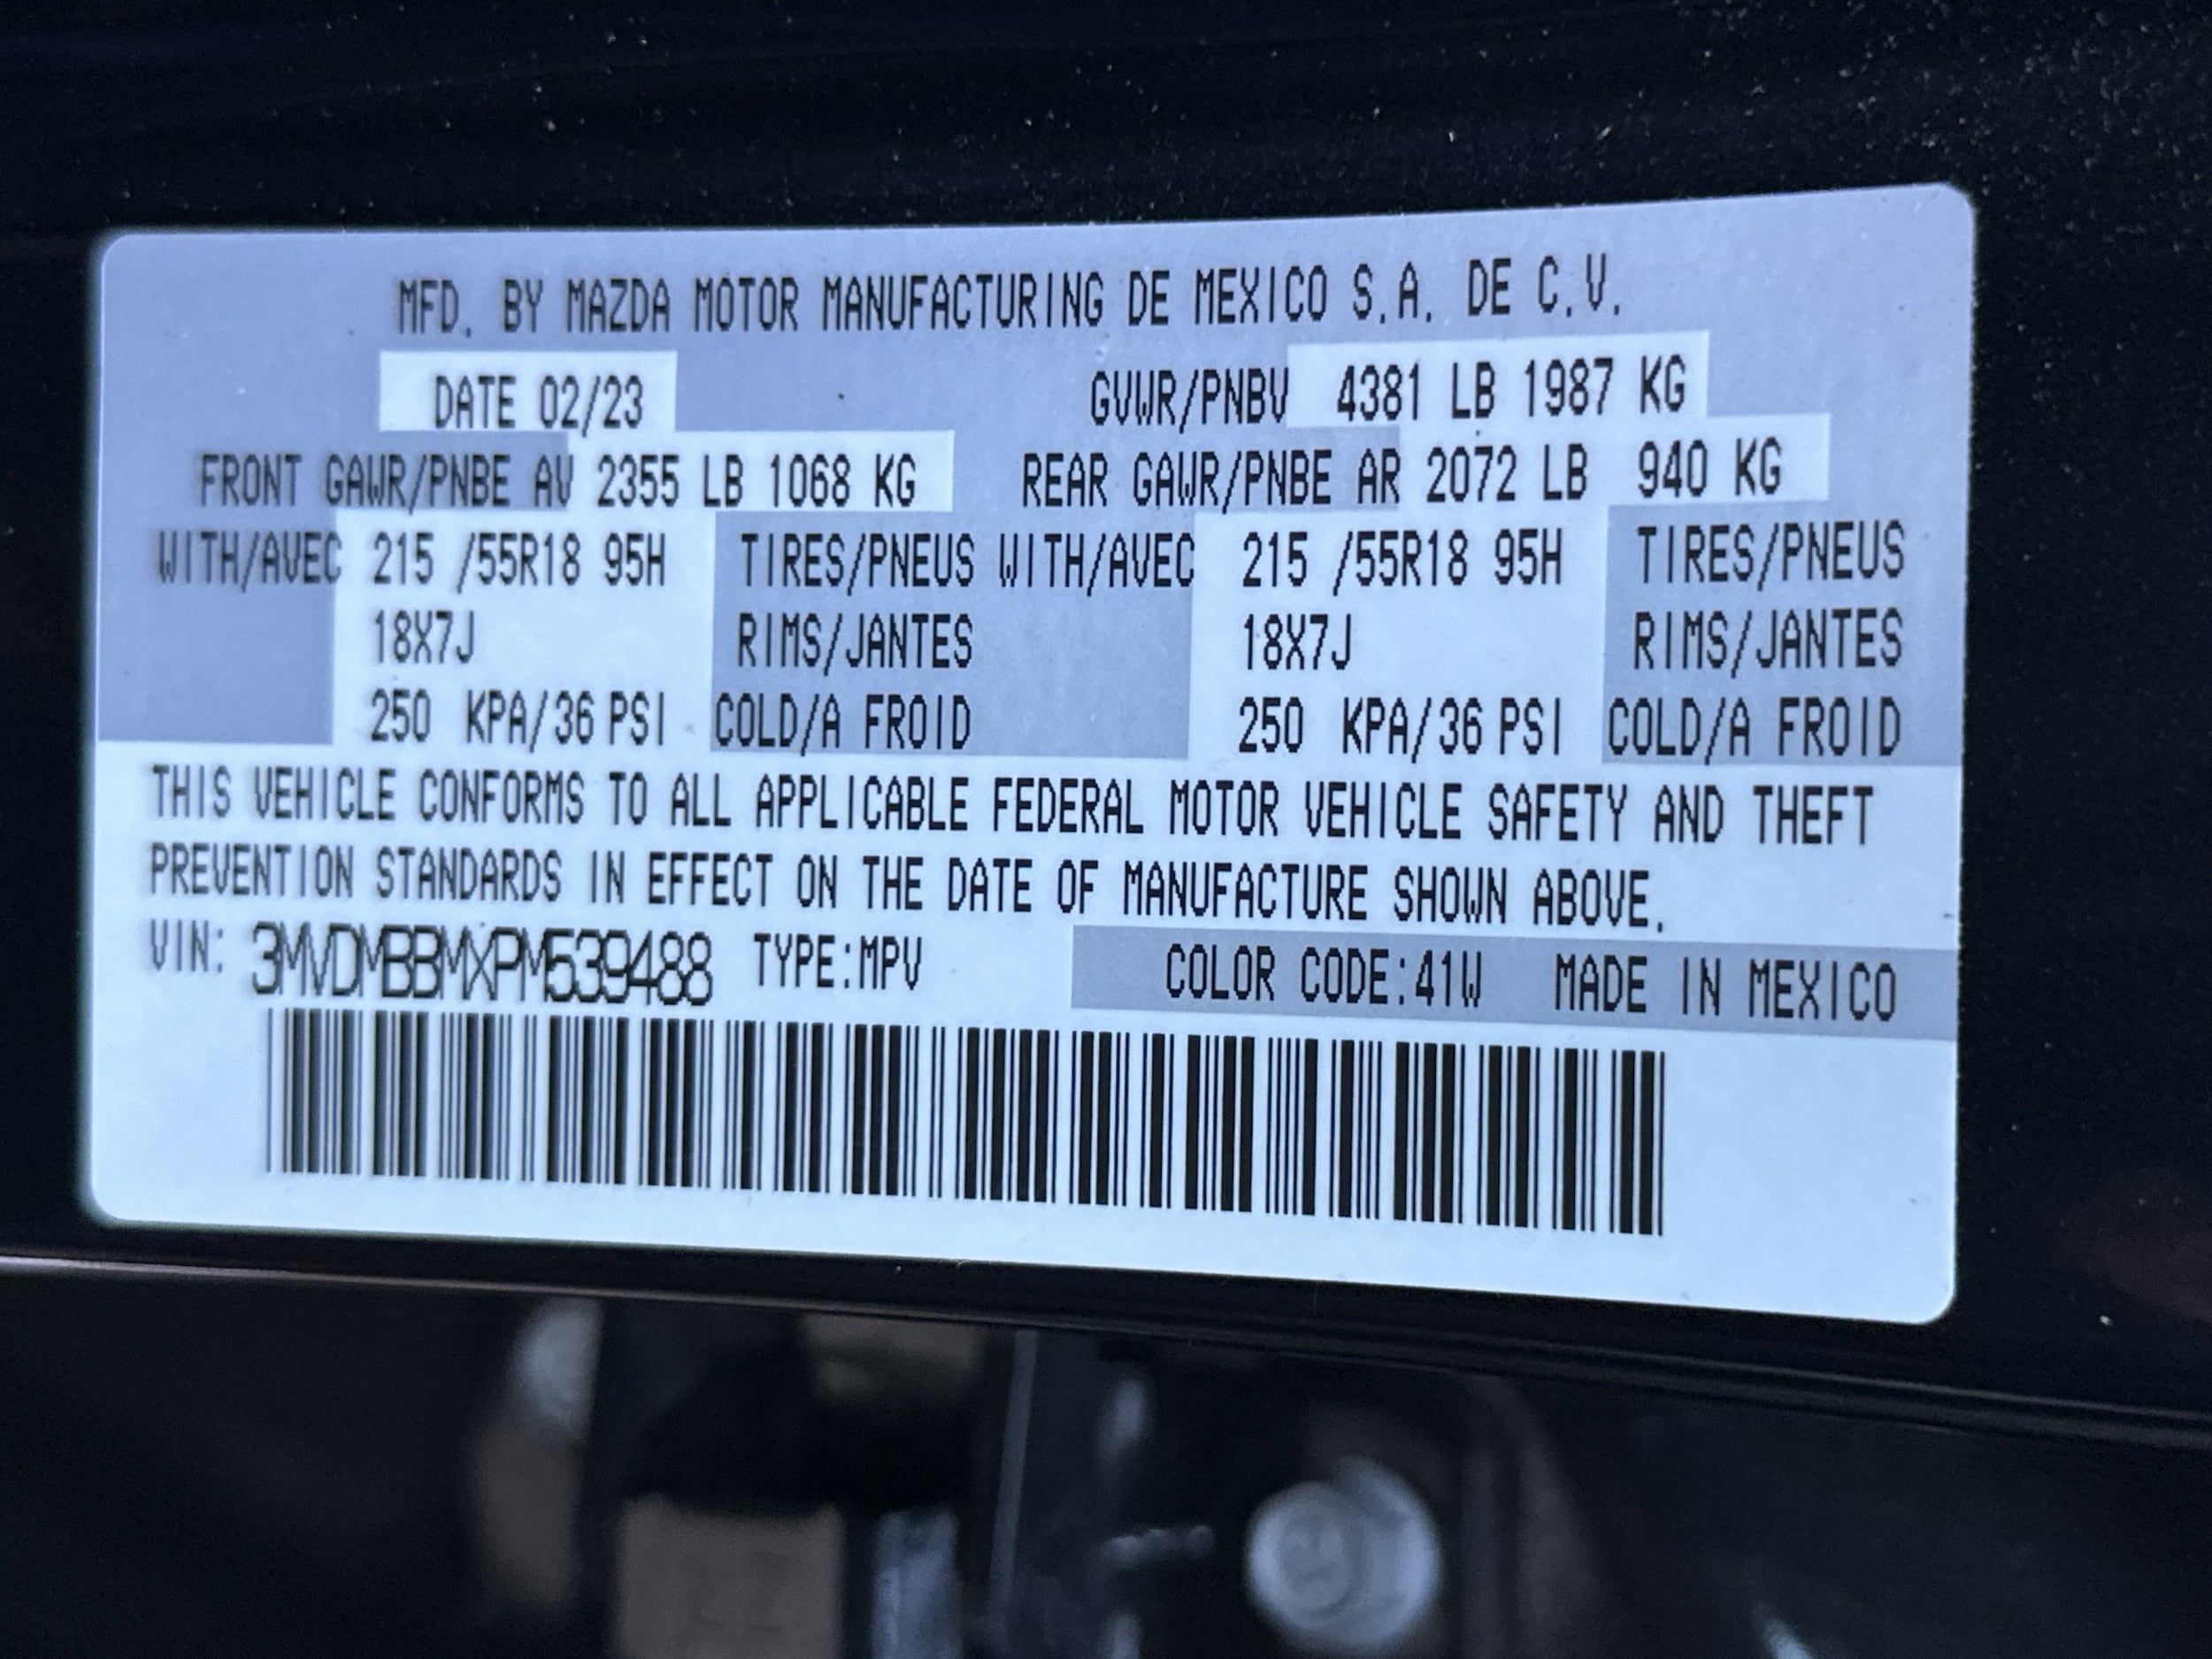 MFD. BY MAZDA MOTOR MANUFACTURING DE MEXICO S.A. DE C.V.
DATE 02/23 GVWR/PNBV 4381 LB 1987 KG
FRONT GAWR/PNBE AV 2355 LB 1068 KG REAR GAWR/PNBE AR 2072 LB 940 KG
WITH/AVEC 215 /55R18 95H TIRES/PNEUS WITH/AVEC 215 /55R18 95H TIRES/PNEUS
18X7J RIMS/JANTES 18X7J RIMS/JANTES
250 KPA/36 PSI COLD/A FROID 250 KPA/36 PSI COLD/A FROID
THIS VEHICLE CONFORMS TO ALL APPLICABLE FEDERAL MOTOR VEHICLE SAFETY AND THEFT
PREVENTION STANDARDS IN EFFECT ON THE DATE OF MANUFACTURE SHOWN ABOVE.
VIN: 3MVDMBBMXPM539488 TYPE:MPV COLOR CODE:41W MADE IN MEXICO